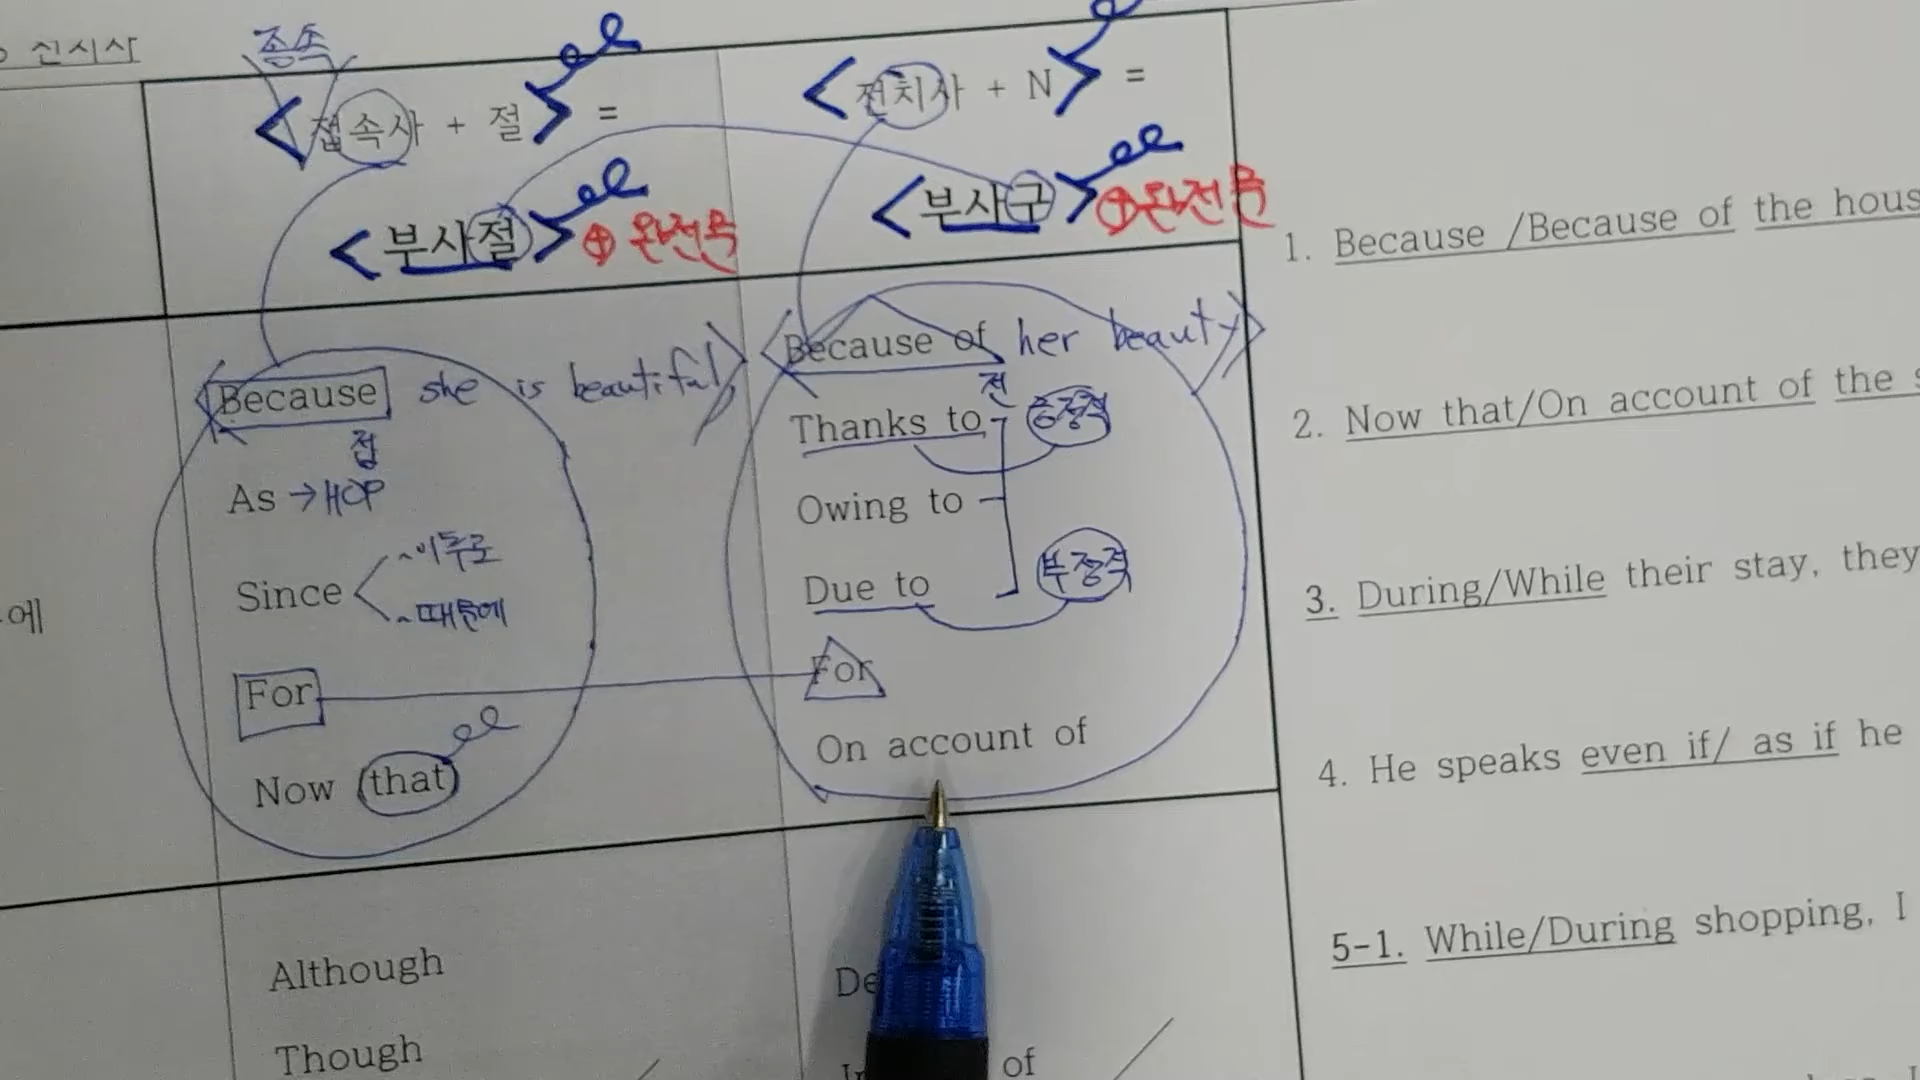 신시사
종속
<접속사 + 절> =
<부사절> ⊕ 완전문
<전치사 + N> =
<부사구> ⊕ 완전문
에
<Because she is beautiful>,
접
As → HOP
Since
~이후로
~때문에
For
Now that
<Because of her beauty>
전
Thanks to
긍정적
Owing to
Due to
부정적
For
On account of
Although
Though
of
1. Because /Because of the hous
2. Now that/On account of the s
3. During/While their stay, they
4. He speaks even if/ as if he
5-1. While/During shopping, I